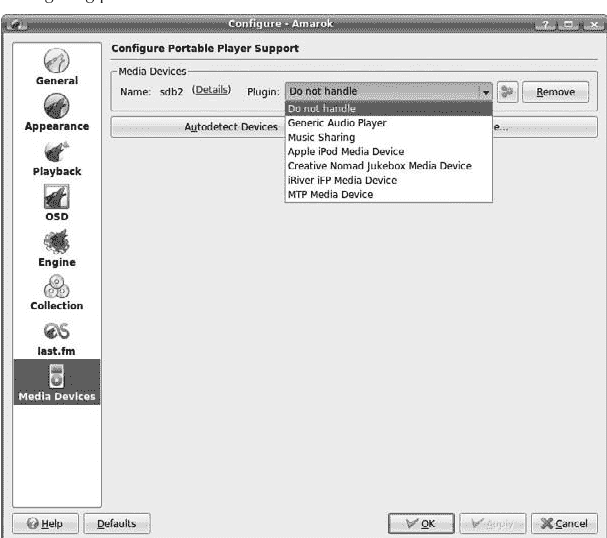 Configure - Amarok
Configure Portable Player Support
Media Devices
Name: sdb2 (Details) Plugin: Do not handle Remove
Do not handle
Generic Audio Player
Music Sharing
Apple iPod Media Device
Creative Nomad Jukebox Media Device
iRiver iFP Media Device
MTP Media Device
Autodetect Devices e...
General
Appearance
Playback
OSD
Engine
Collection
last.fm
Media Devices
Help Defaults OK Apply Cancel